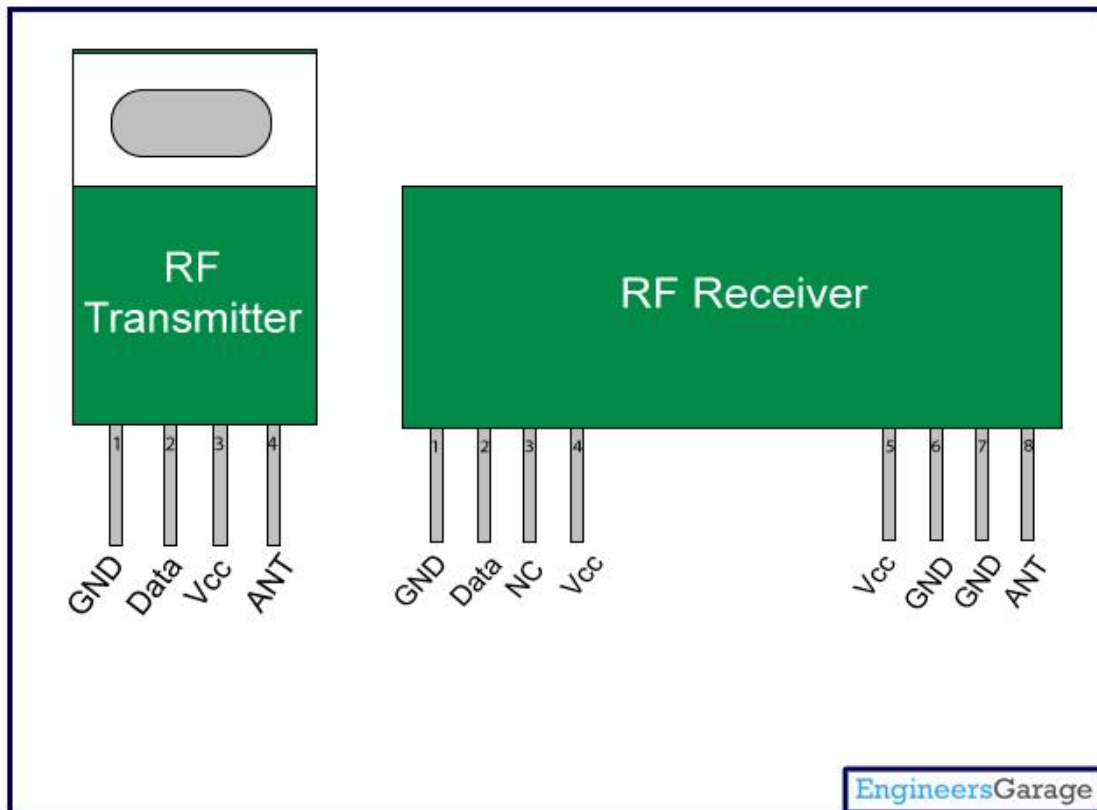 RF
Transmitter
RF Receiver
1 2 3 4
1 2 3 4 5 6 7 8
GND Data Vcc ANT
GND Data NC Vcc Vcc GND GND ANT
EngineersGarage